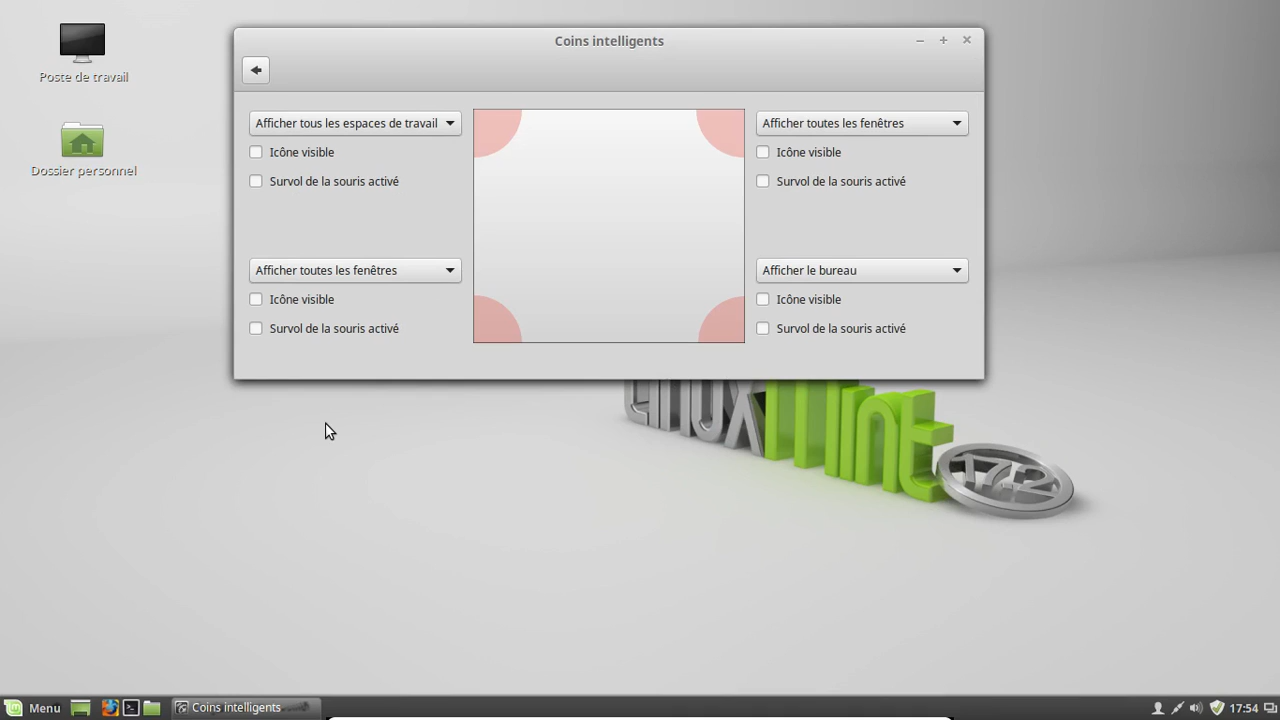 Coins intelligents
Poste de travail
Dossier personnel
Afficher tous les espaces de travail
Icône visible
Survol de la souris activé
Afficher toutes les fenêtres
Icône visible
Survol de la souris activé
Afficher toutes les fenêtres
Icône visible
Survol de la souris activé
Afficher le bureau
Icône visible
Survol de la souris activé
Linux Mint
17.2
Menu
Coins intelligents
17:54